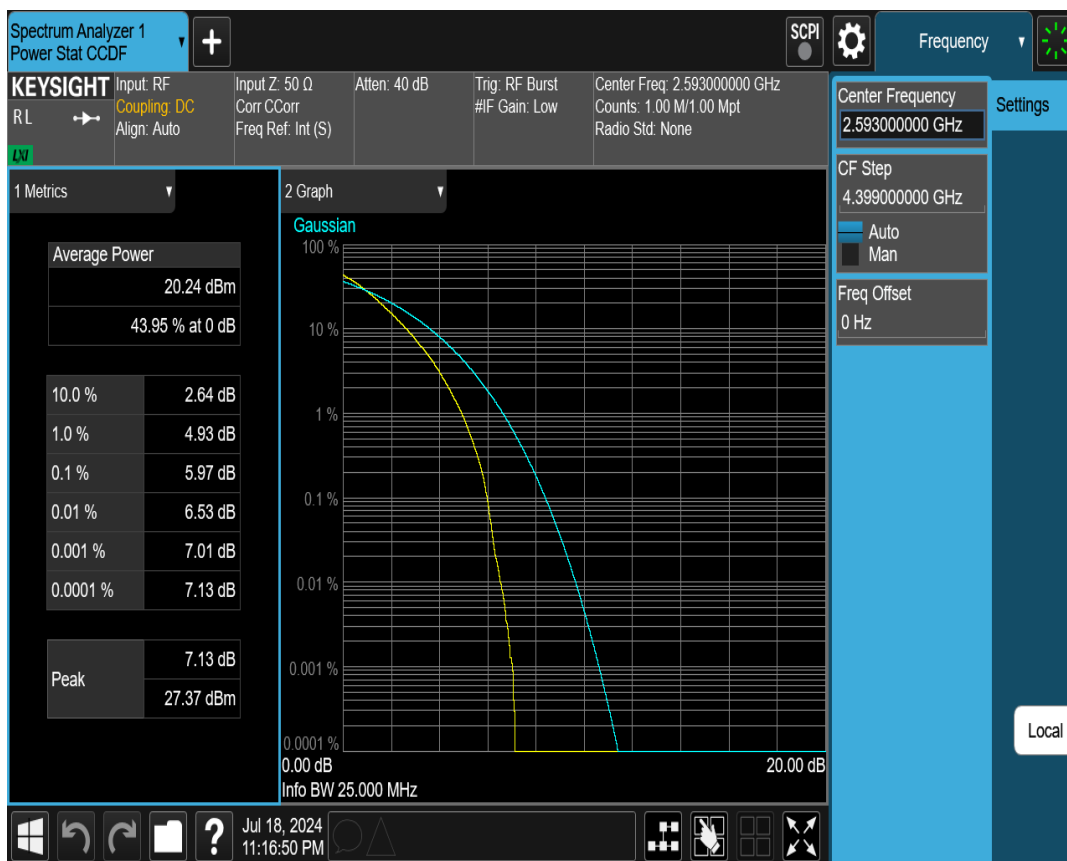 Spectrum Analyzer 1
Power Stat CCDF
SCPI
Frequency
KEYSIGHT
RL
LXI
Input: RF
Coupling: DC
Align: Auto
Input Z: 50 Ω
Corr CCorr
Freq Ref: Int (S)
Atten: 40 dB
Trig: RF Burst
#IF Gain: Low
Center Freq: 2.593000000 GHz
Counts: 1.00 M/1.00 Mpt
Radio Std: None
Center Frequency
2.593000000 GHz
Settings
CF Step
4.399000000 GHz
Auto
Man
Freq Offset
0 Hz
1 Metrics
Average Power
20.24 dBm
43.95 % at 0 dB
10.0 % 2.64 dB
1.0 % 4.93 dB
0.1 % 5.97 dB
0.01 % 6.53 dB
0.001 % 7.01 dB
0.0001 % 7.13 dB
Peak
7.13 dB
27.37 dBm
2 Graph
Gaussian
100 %
10 %
1 %
0.1 %
0.01 %
0.001 %
0.0001 %
0.00 dB 20.00 dB
Info BW 25.000 MHz
Local
?
Jul 18, 2024
11:16:50 PM